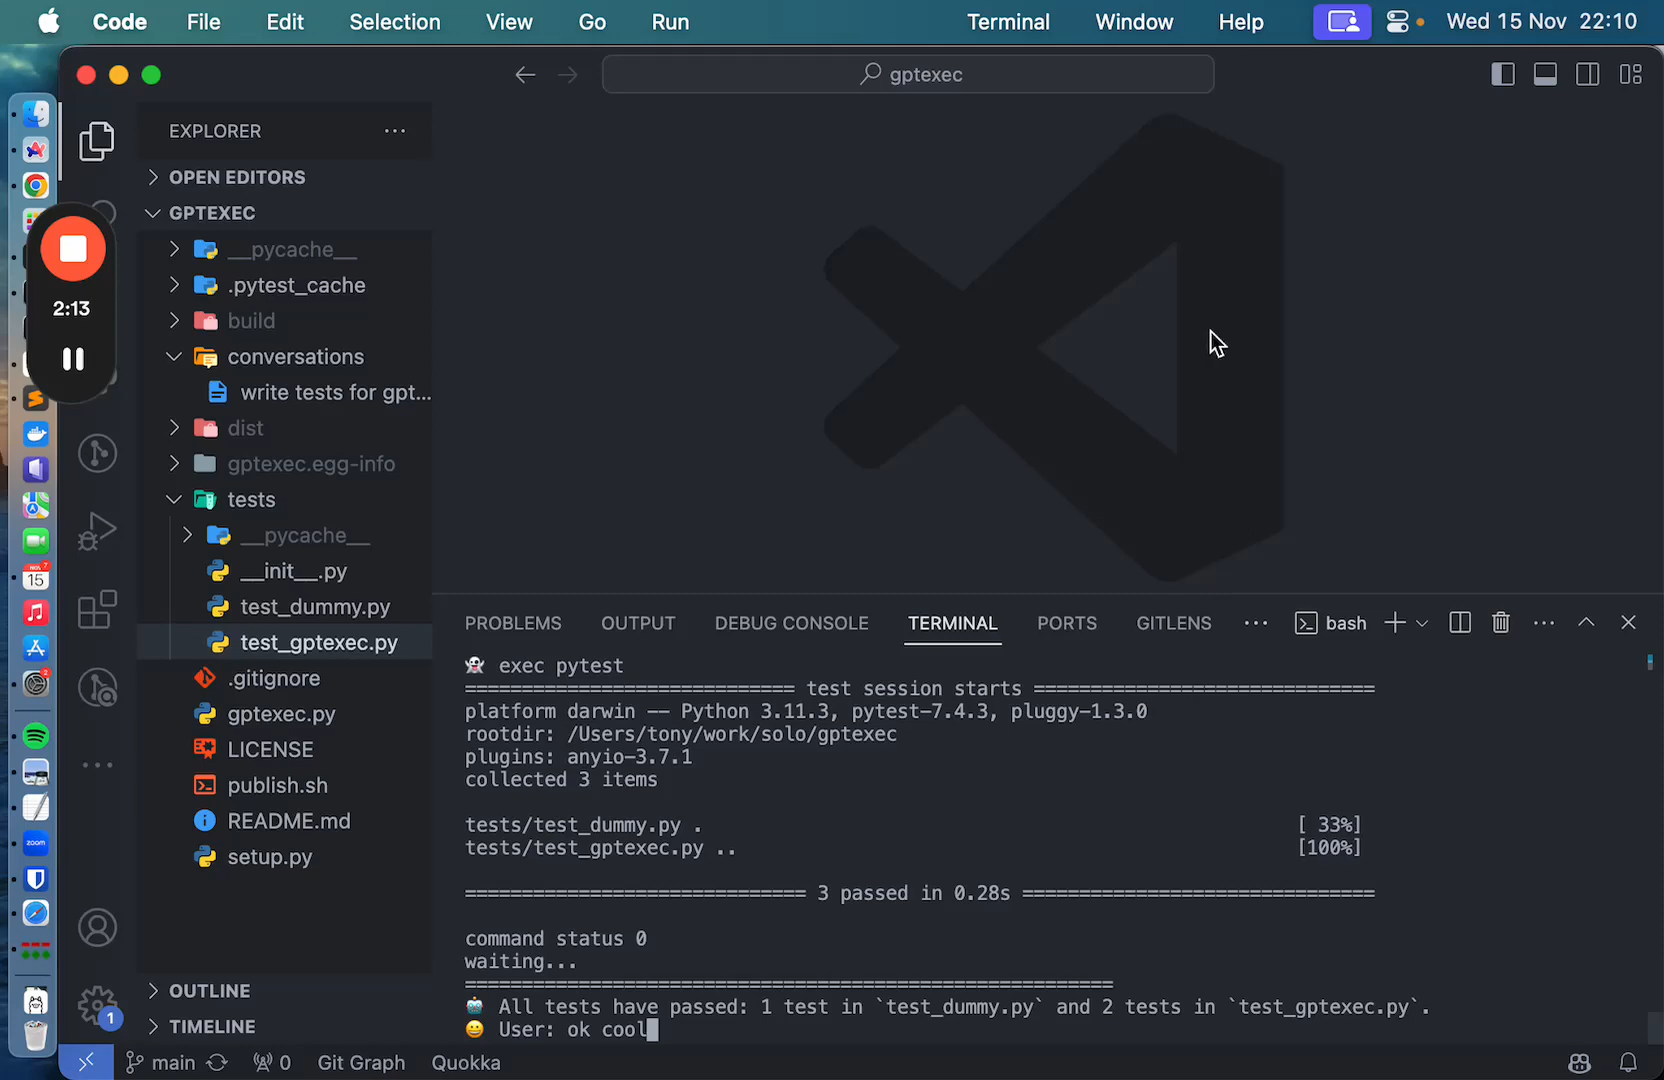 Code File Edit Selection View Go Run Terminal Window Help Wed 15 Nov 22:10
gptexec
EXPLORER
OPEN EDITORS
GPTEXEC
__pycache__
.pytest_cache
build
conversations
write tests for gpt...
dist
gptexec.egg-info
tests
__pycache__
__init__.py
test_dummy.py
test_gptexec.py
.gitignore
gptexec.py
LICENSE
publish.sh
README.md
setup.py
OUTLINE
TIMELINE
2:13
15
zoom
1
PROBLEMS OUTPUT DEBUG CONSOLE TERMINAL PORTS GITLENS ... bash
exec pytest
============================= test session starts ==============================
platform darwin -- Python 3.11.3, pytest-7.4.3, pluggy-1.3.0
rootdir: /Users/tony/work/solo/gptexec
plugins: anyio-3.7.1
collected 3 items
tests/test_dummy.py . [ 33%]
tests/test_gptexec.py .. [100%]
============================== 3 passed in 0.28s ===============================
command status 0
waiting...
=========================================================
All tests have passed: 1 test in `test_dummy.py` and 2 tests in `test_gptexec.py`.
User: ok cool
main 0 Git Graph Quokka